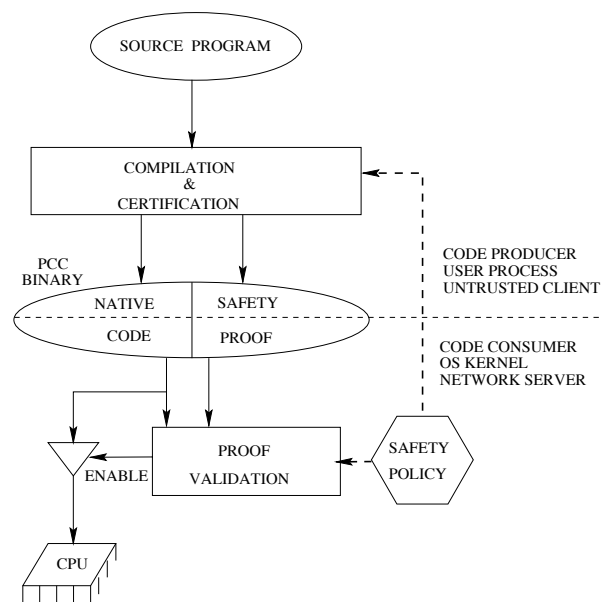 SOURCE PROGRAM
COMPILATION
&
CERTIFICATION
PCC
BINARY
NATIVE
SAFETY
CODE
PROOF
CODE PRODUCER
USER PROCESS
UNTRUSTED CLIENT
CODE CONSUMER
OS KERNEL
NETWORK SERVER
PROOF
VALIDATION
ENABLE
SAFETY
POLICY
CPU